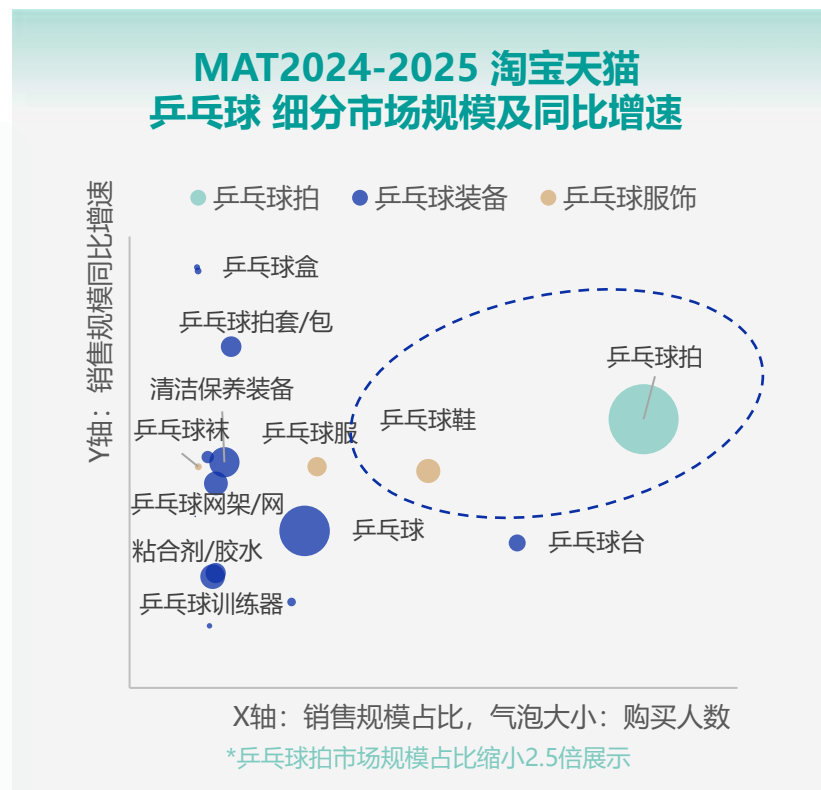 MAT2024-2025 淘宝天猫
乒乓球 细分市场规模及同比增速
乒乓球拍
乒乓球装备
乒乓球服饰
Y轴：销售规模同比增速
乒乓球盒
乒乓球拍套/包
乒乓球拍
清洁保养装备
乒乓球袜
乒乓球服
乒乓球鞋
乒乓球网架/网
乒乓球
乒乓球台
粘合剂/胶水
乒乓球训练器
X轴：销售规模占比，气泡大小：购买人数
*乒乓球拍市场规模占比缩小2.5倍展示